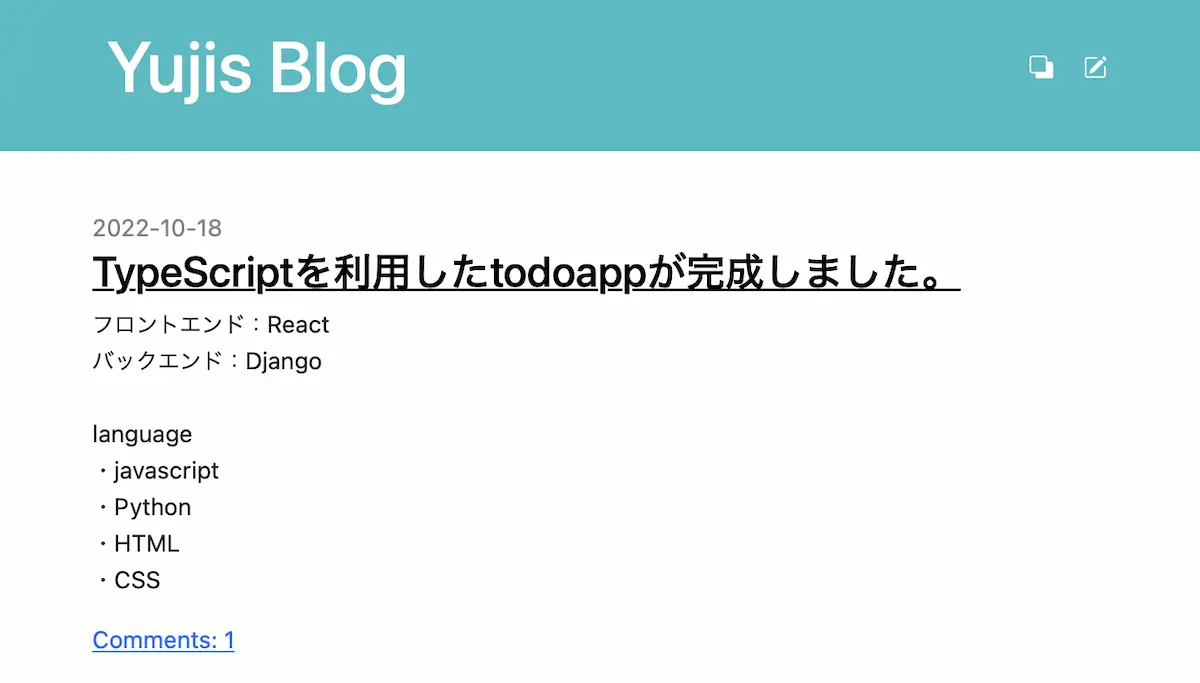 Yujis Blog
2022-10-18
TypeScriptを利用したtodoappが完成しました。
フロントエンド：React
バックエンド：Django
language
・javascript
・Python
・HTML
・CSS
Comments: 1